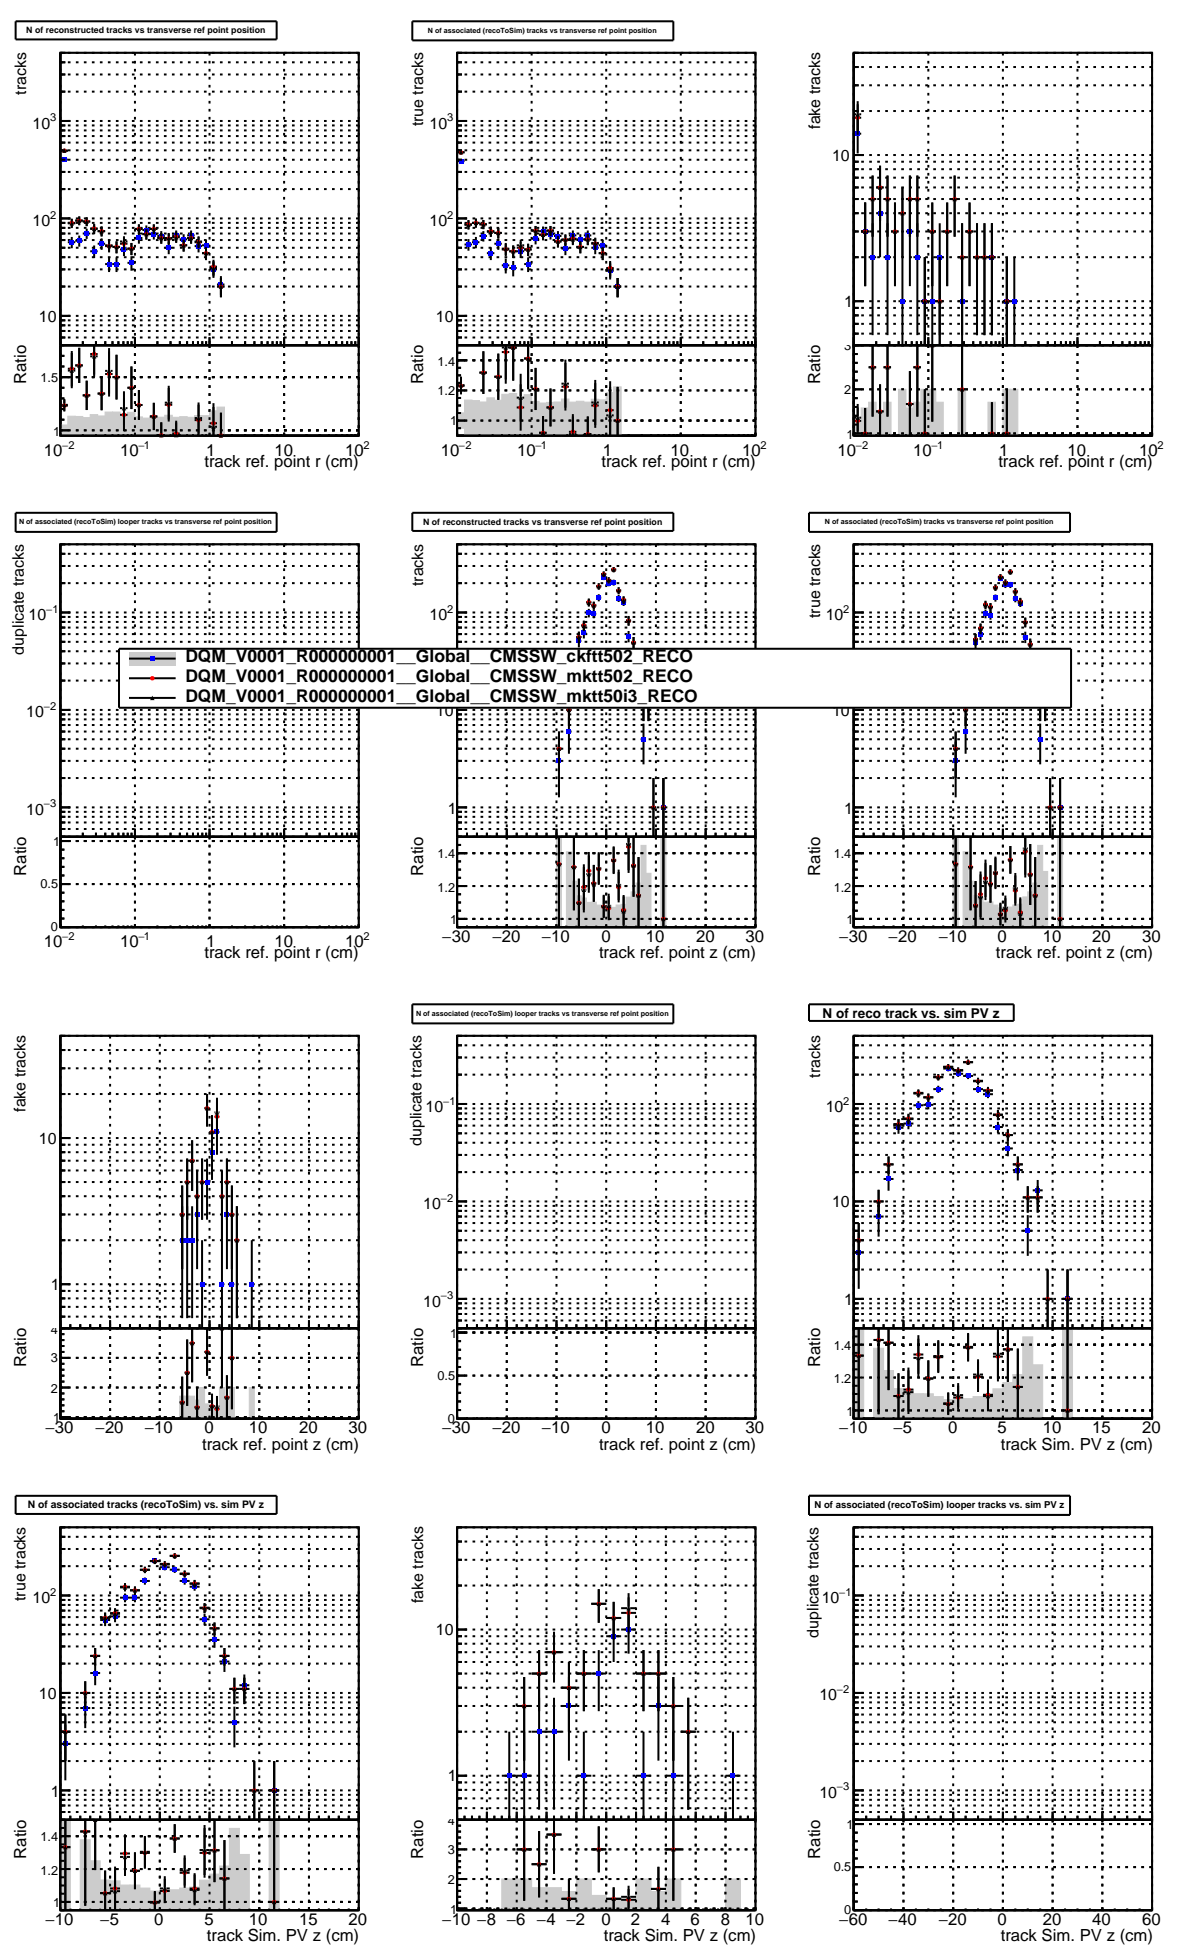 N of reconstructed tracks vs transverse ref point position
tracks
10³
10²
10
Ratio
1.5
1
10⁻² 10⁻¹ 1 10 10²
track ref. point r (cm)
N of associated (recoToSim) tracks vs transverse ref point position
true tracks
10³
10²
10
Ratio
1.4
1.2
1
10⁻² 10⁻¹ 1 10 10²
track ref. point r (cm)
fake tracks
10
1
Ratio
2
1
10⁻² 10⁻¹ 1 10 10²
track ref. point r (cm)
N of associated (recoToSim) looper tracks vs transverse ref point position
duplicate tracks
10⁻¹
10⁻²
10⁻³
Ratio
1
0.5
0
10⁻² 10⁻¹ 1 10 10²
track ref. point r (cm)
N of reconstructed tracks vs transverse ref point position
tracks
10²
10
1
Ratio
1.4
1.2
1
−30 −20 −10 0 10 20 30
track ref. point z (cm)
N of associated (recoToSim) tracks vs transverse ref point position
true tracks
10²
10
1
Ratio
1.4
1.2
1
−30 −20 −10 0 10 20 30
track ref. point z (cm)
DQM_V0001_R000000001__Global__CMSSW_ckftt502_RECO
DQM_V0001_R000000001__Global__CMSSW_mktt502_RECO
DQM_V0001_R000000001__Global__CMSSW_mktt50i3_RECO
fake tracks
10
1
Ratio
4
3
2
1
−30 −20 −10 0 10 20 30
track ref. point z (cm)
N of associated (recoToSim) looper tracks vs transverse ref point position
duplicate tracks
10⁻¹
10⁻²
10⁻³
Ratio
1
0.5
0
−30 −20 −10 0 10 20 30
track ref. point z (cm)
N of reco track vs. sim PV z
tracks
10²
10
1
Ratio
1.4
1.2
1
−10 −5 0 5 10 15 20
track Sim. PV z (cm)
N of associated tracks (recoToSim) vs. sim PV z
true tracks
10²
10
1
Ratio
1.4
1.2
1
−10 −5 0 5 10 15 20
track Sim. PV z (cm)
fake tracks
10
1
Ratio
4
3
2
1
−10 −8 −6 −4 −2 0 2 4 6 8 10
track Sim. PV z (cm)
N of associated (recoToSim) looper tracks vs. sim PV z
duplicate tracks
10⁻¹
10⁻²
10⁻³
Ratio
1
0.5
0
−60 −40 −20 0 20 40 60
track Sim. PV z (cm)